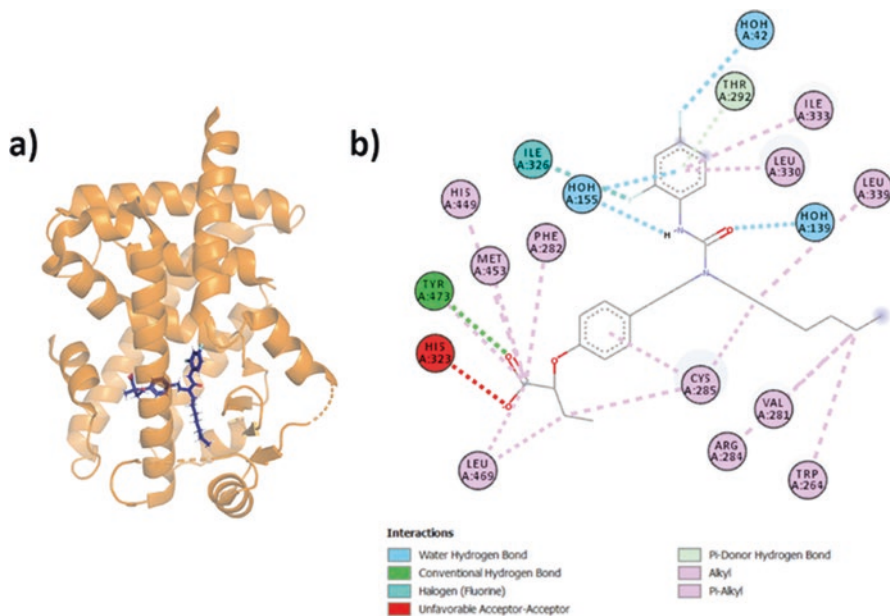 a)
b)
HOH
A:42
THR
A:292
ILE
A:333
ILE
A:326
LEU
A:330
HOH
A:155
LEU
A:339
HIS
A:449
HOH
A:139
PHE
A:282
MET
A:453
H
N
O
TYR
A:473
N
HIS
A:323
O
O
O
CYS
A:285
VAL
A:281
ARG
A:284
LEU
A:469
TRP
A:264
Interactions
Water Hydrogen Bond
Conventional Hydrogen Bond
Halogen (Fluorine)
Unfavorable Acceptor-Acceptor
Pi-Donor Hydrogen Bond
Alkyl
Pi-Alkyl